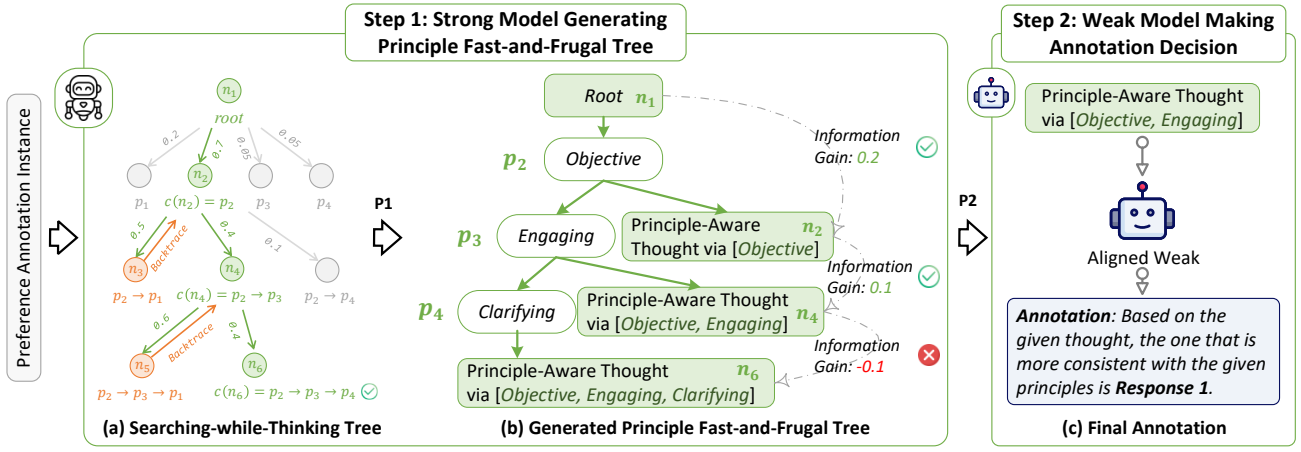 Preference Annotation Instance
Step 1: Strong Model Generating
Principle Fast-and-Frugal Tree
n₁
root
0.2
0.7
0.05
0.05
n₂
p₁
c(n₂) = p₂
p₃
p₄
0.5
Backtrace
0.4
0.1
n₃
n₄
p₂ → p₁
c(n₄) = p₂ → p₃
p₂ → p₄
0.6
Backtrace
0.4
n₅
n₆
p₂ → p₃ → p₁
c(n₆) = p₂ → p₃ → p₄
(a) Searching-while-Thinking Tree
P1
Root n₁
p₂
Objective
Information
Gain: 0.2
p₃
Engaging
Principle-Aware n₂
Thought via [Objective]
Information
Gain: 0.1
p₄
Clarifying
Principle-Aware Thought
via [Objective, Engaging] n₄
Information
Gain: -0.1
Principle-Aware Thought n₆
via [Objective, Engaging, Clarifying]
(b) Generated Principle Fast-and-Frugal Tree
P2
Step 2: Weak Model Making
Annotation Decision
Principle-Aware Thought
via [Objective, Engaging]
Aligned Weak
Annotation: Based on the
given thought, the one that is
more consistent with the given
principles is Response 1.
(c) Final Annotation